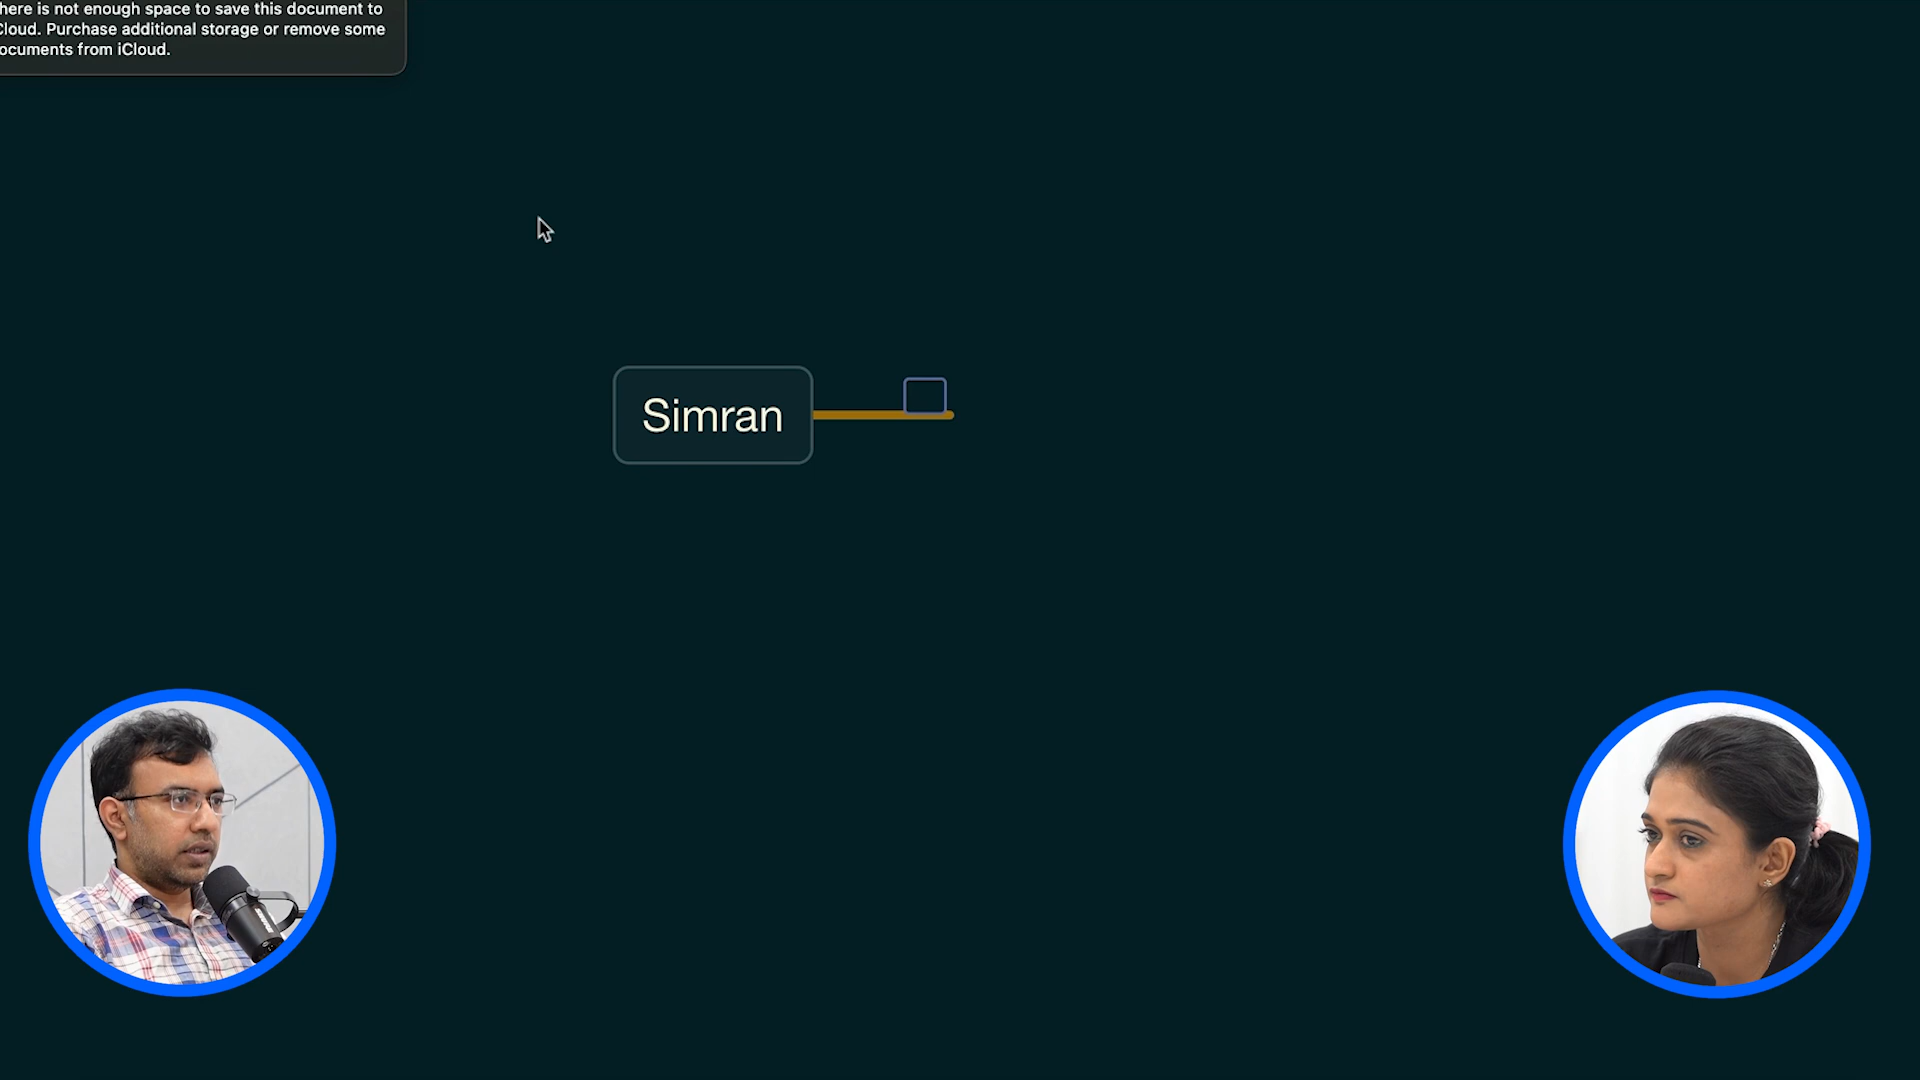 here is not enough space to save this document to
Cloud. Purchase additional storage or remove some
ocuments from iCloud.
Simran